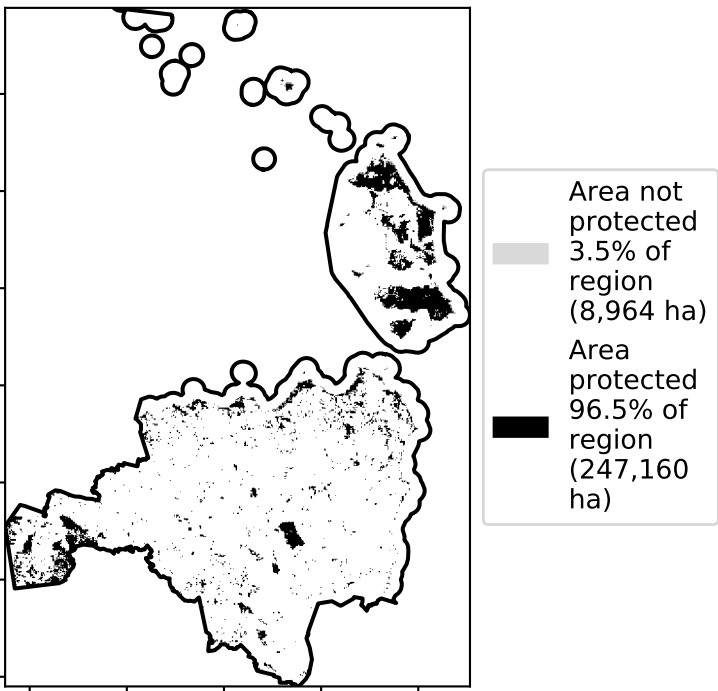 Area not
protected
3.5% of
region
(8,964 ha)
Area
protected
96.5% of
region
(247,160
ha)